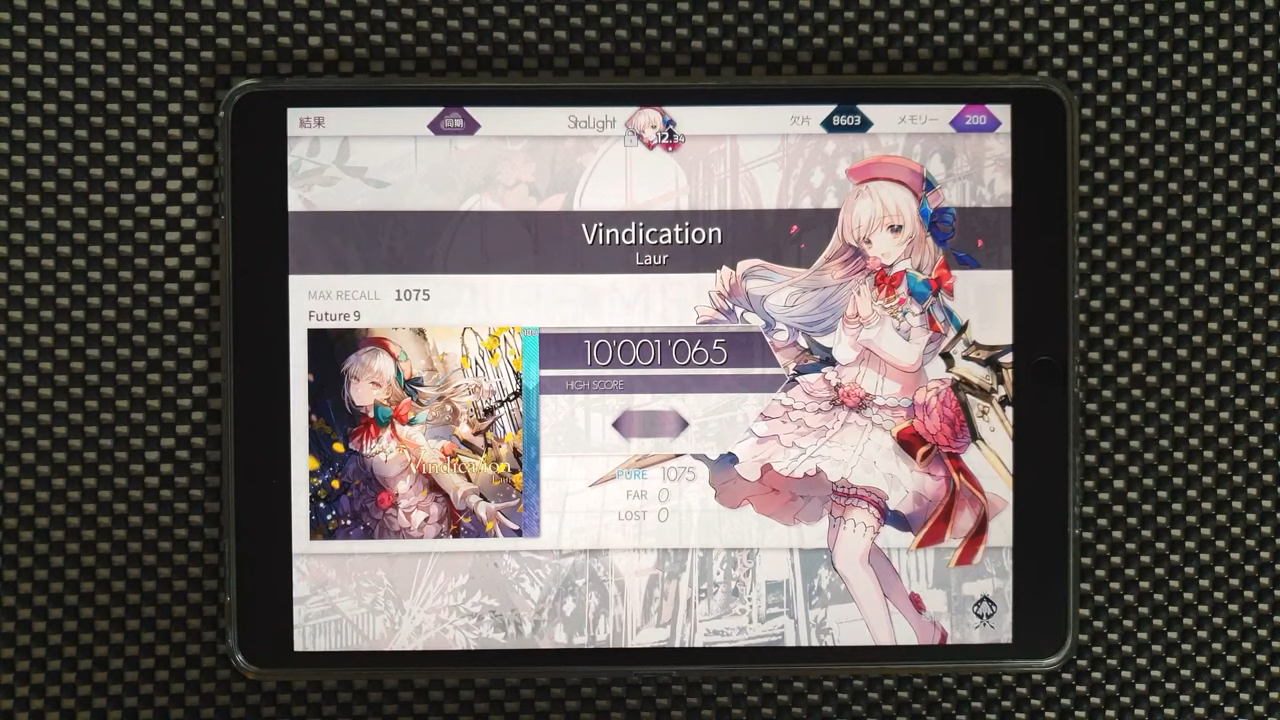 結果
同期
StaLight
12.34
欠片
8603
メモリー
200
Vindication
Laur
MAX RECALL 1075
Future 9
10'001'065
HIGH SCORE
Vindication
Laur
PURE 1075
FAR 0
LOST 0